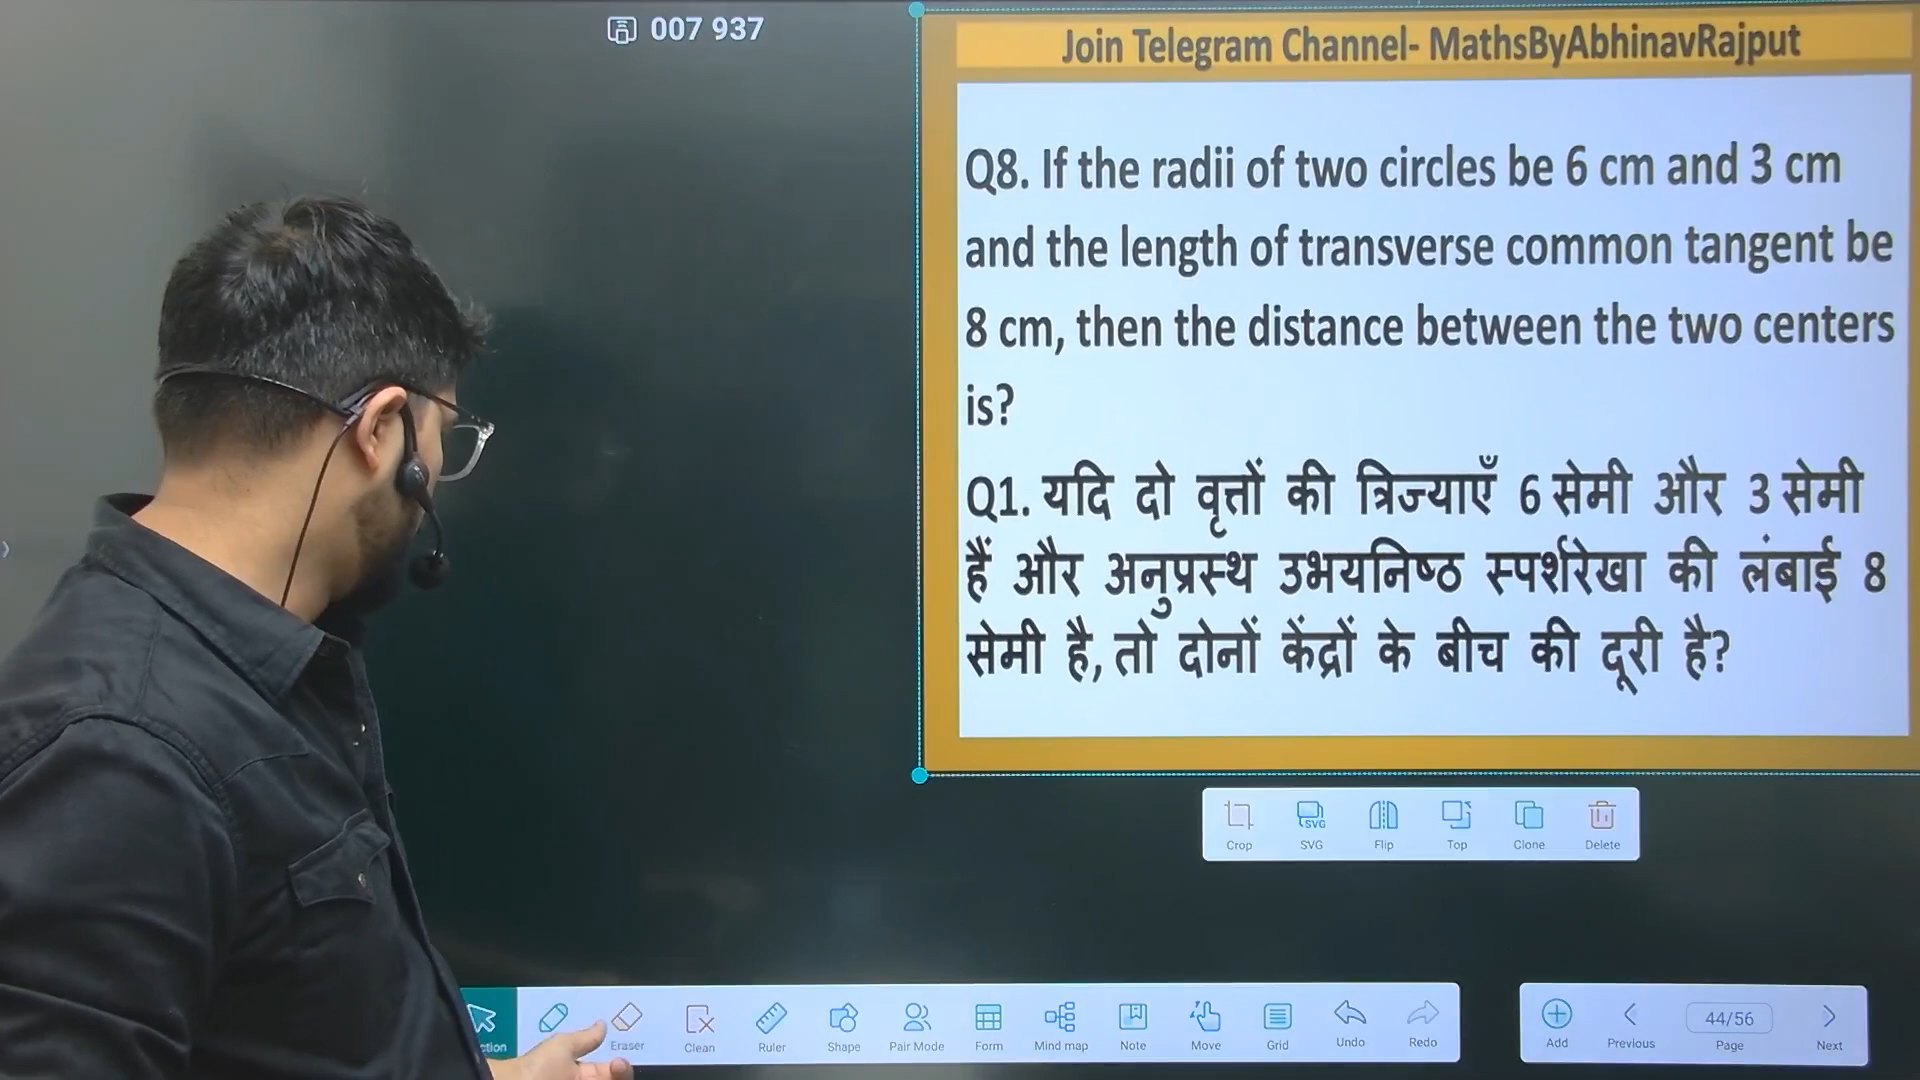 007 937
Join Telegram Channel- MathsByAbhinavRajput
Q8. If the radii of two circles be 6 cm and 3 cm
and the length of transverse common tangent be
8 cm, then the distance between the two centers
is?
Q1. यदि दो वृत्तों की त्रिज्याएँ 6 सेमी और 3 सेमी
हैं और अनुप्रस्थ उभयनिष्ठ स्पर्शरेखा की लंबाई 8
सेमी है, तो दोनों केंद्रों के बीच की दूरी है?
Crop SVG Flip Top Clone Delete
Eraser Clean Ruler Shape Pair Mode Form Mind map Note Move Grid Undo Redo
Add Previous 44/56 Page Next